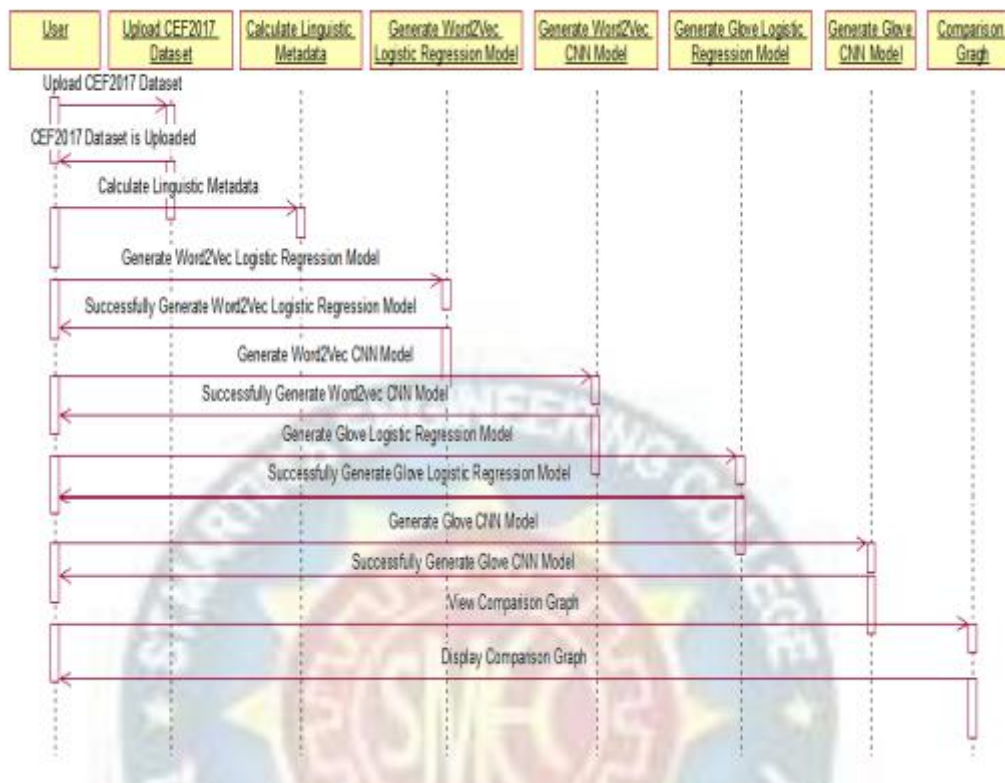 User
Upload CEF2017
Dataset
Calculate Linguistic
Metadata
Generate Word2Vec
Logistic Regression Model
Generate Word2Vec
CNN Model
Generate Glove Logistic
Regression Model
Generate Glove
CNN Model
Comparison
Gragh
Upload CEF2017 Dataset
CEF2017 Dataset is Uploaded
Calculate Linguistic Metadata
Generate Word2Vec Logistic Regression Model
Successfully Generate Word2Vec Logistic Regression Model
Generate Word2Vec CNN Model
Successfully Generate Word2vec CNN Model
Generate Glove Logistic Regression Model
Successfully Generate Glove Logistic Regression Model
Generate Glove CNN Model
Successfully Generate Glove CNN Model
View Comparison Graph
Display Comparison Graph
ENGINEERING COLLEGE